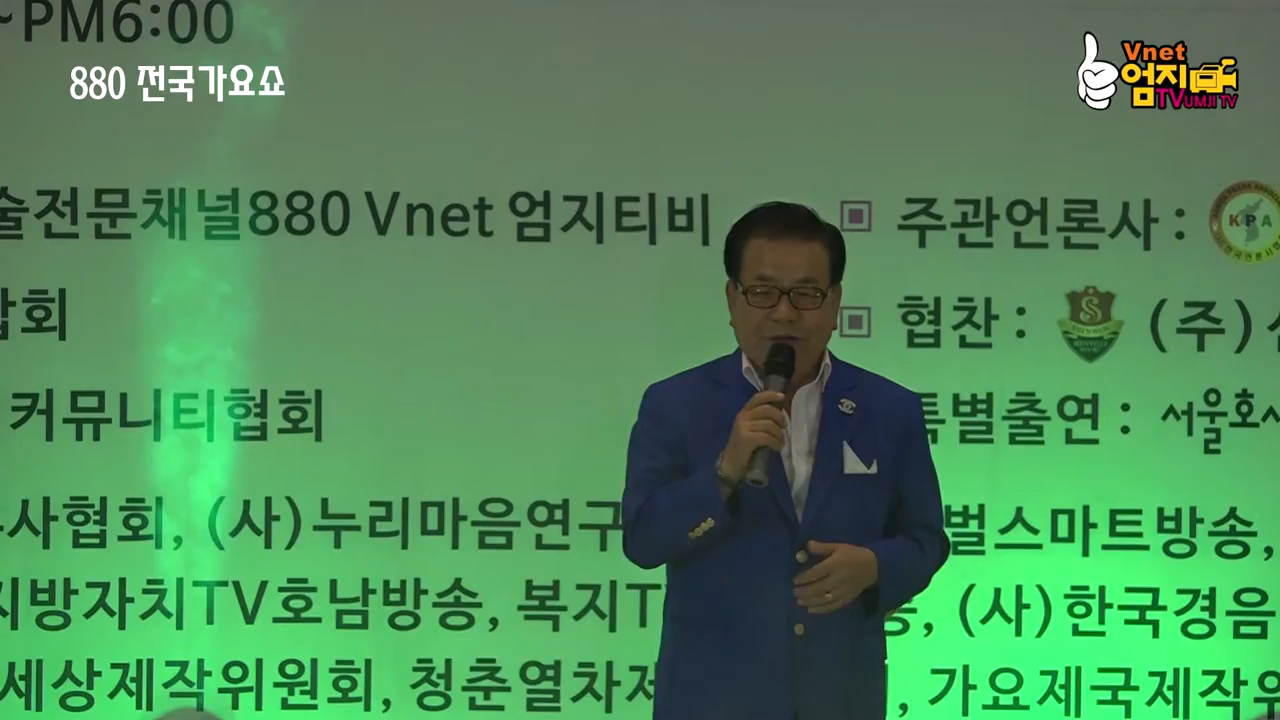 ~PM6:00
880 전국가요쇼
Vnet
엄지
TV UMJI TV
술전문채널880 Vnet 엄지티비
주관언론사 :
KPA
합회
협찬 : (주)
커뮤니티협회
특별출연 : 서울호
사협회, (사)누리마음연구
벌스마트방송,
지방자치TV호남방송, 복지T
, (사)한국경음
세상제작위원회, 청춘열차제
, 가요제국제작위